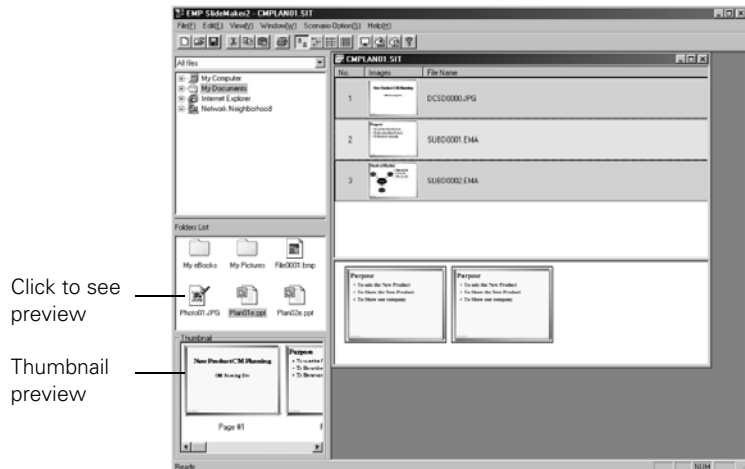 EMP SlideMaker2 - CMPLAN01.SIT
File(F) Edit(E) View(V) Window(W) Scenario Option(S) Help(H)
All files
My Computer
My Documents
Internet Explorer
Network Neighborhood
CMPLAN01.SIT
No. Images File Name
1 New Product CM Planning DCSD0000.JPG
2 Purpose SUBD0001.EMA
3 SUBD0002.EMA
Folders List
My eBooks My Pictures File0001.bmp
Photo01.JPG Plan01e.ppt Plan02e.ppt
Click to see
preview
Thumbnail
preview
Thumbnail
New Product CM Planning
Page #1
Purpose
Purpose
• To sale the New Product
• To Show the New Product
• To Show our company
Purpose
• To sale the New Product
• To Show the New Product
• To Show our company
Ready
NUM